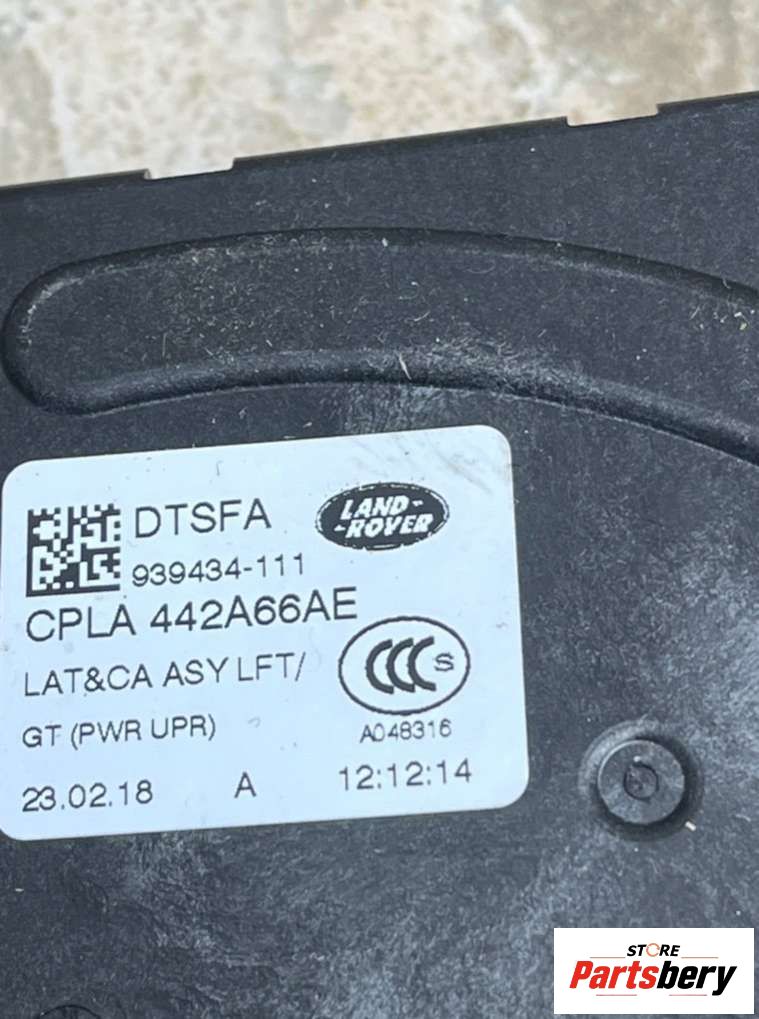 DTSFA
LAND-
-ROVER
939434-111
CPLA 442A66AE
LAT&CA ASY LFT/
CCC S
GT (PWR UPR)
A048316
23.02.18 A 12:12:14
STORE
Partsbery